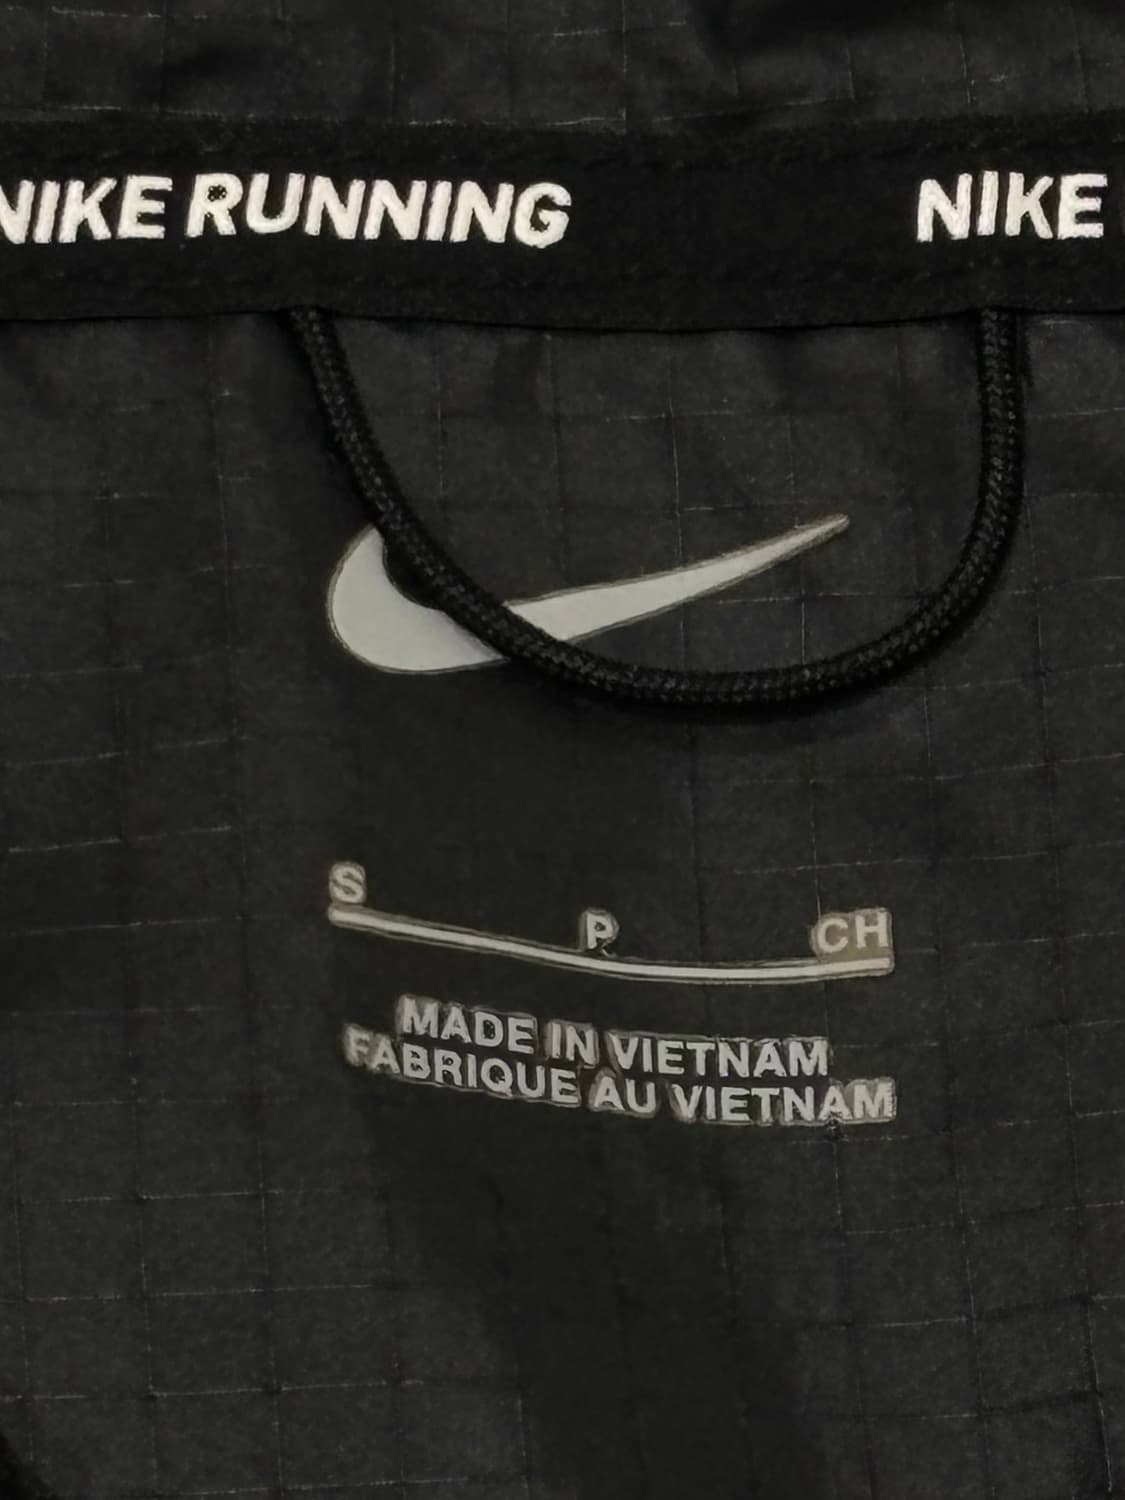 NIKE RUNNING NIKE
S P CH
MADE IN VIETNAM
FABRIQUE AU VIETNAM